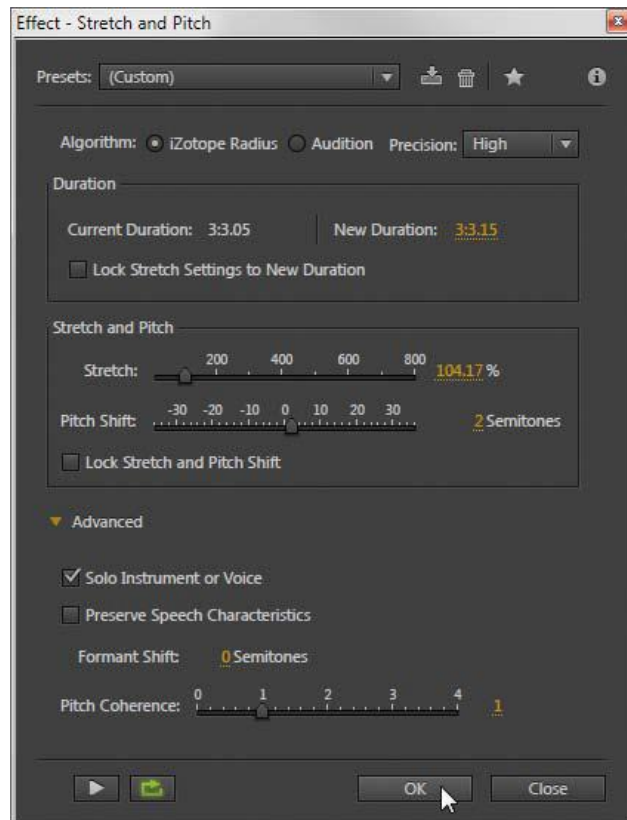 Effect - Stretch and Pitch
Presets: (Custom)
Algorithm: iZotope Radius Audition Precision: High
Duration
Current Duration: 3:3.05 New Duration: 3:3.15
Lock Stretch Settings to New Duration
Stretch and Pitch
200 400 600 800
Stretch: 104.17 %
-30 -20 -10 0 10 20 30
Pitch Shift: 2 Semitones
Lock Stretch and Pitch Shift
Advanced
Solo Instrument or Voice
Preserve Speech Characteristics
Formant Shift: 0 Semitones
0 1 2 3 4
Pitch Coherence: 1
OK Close